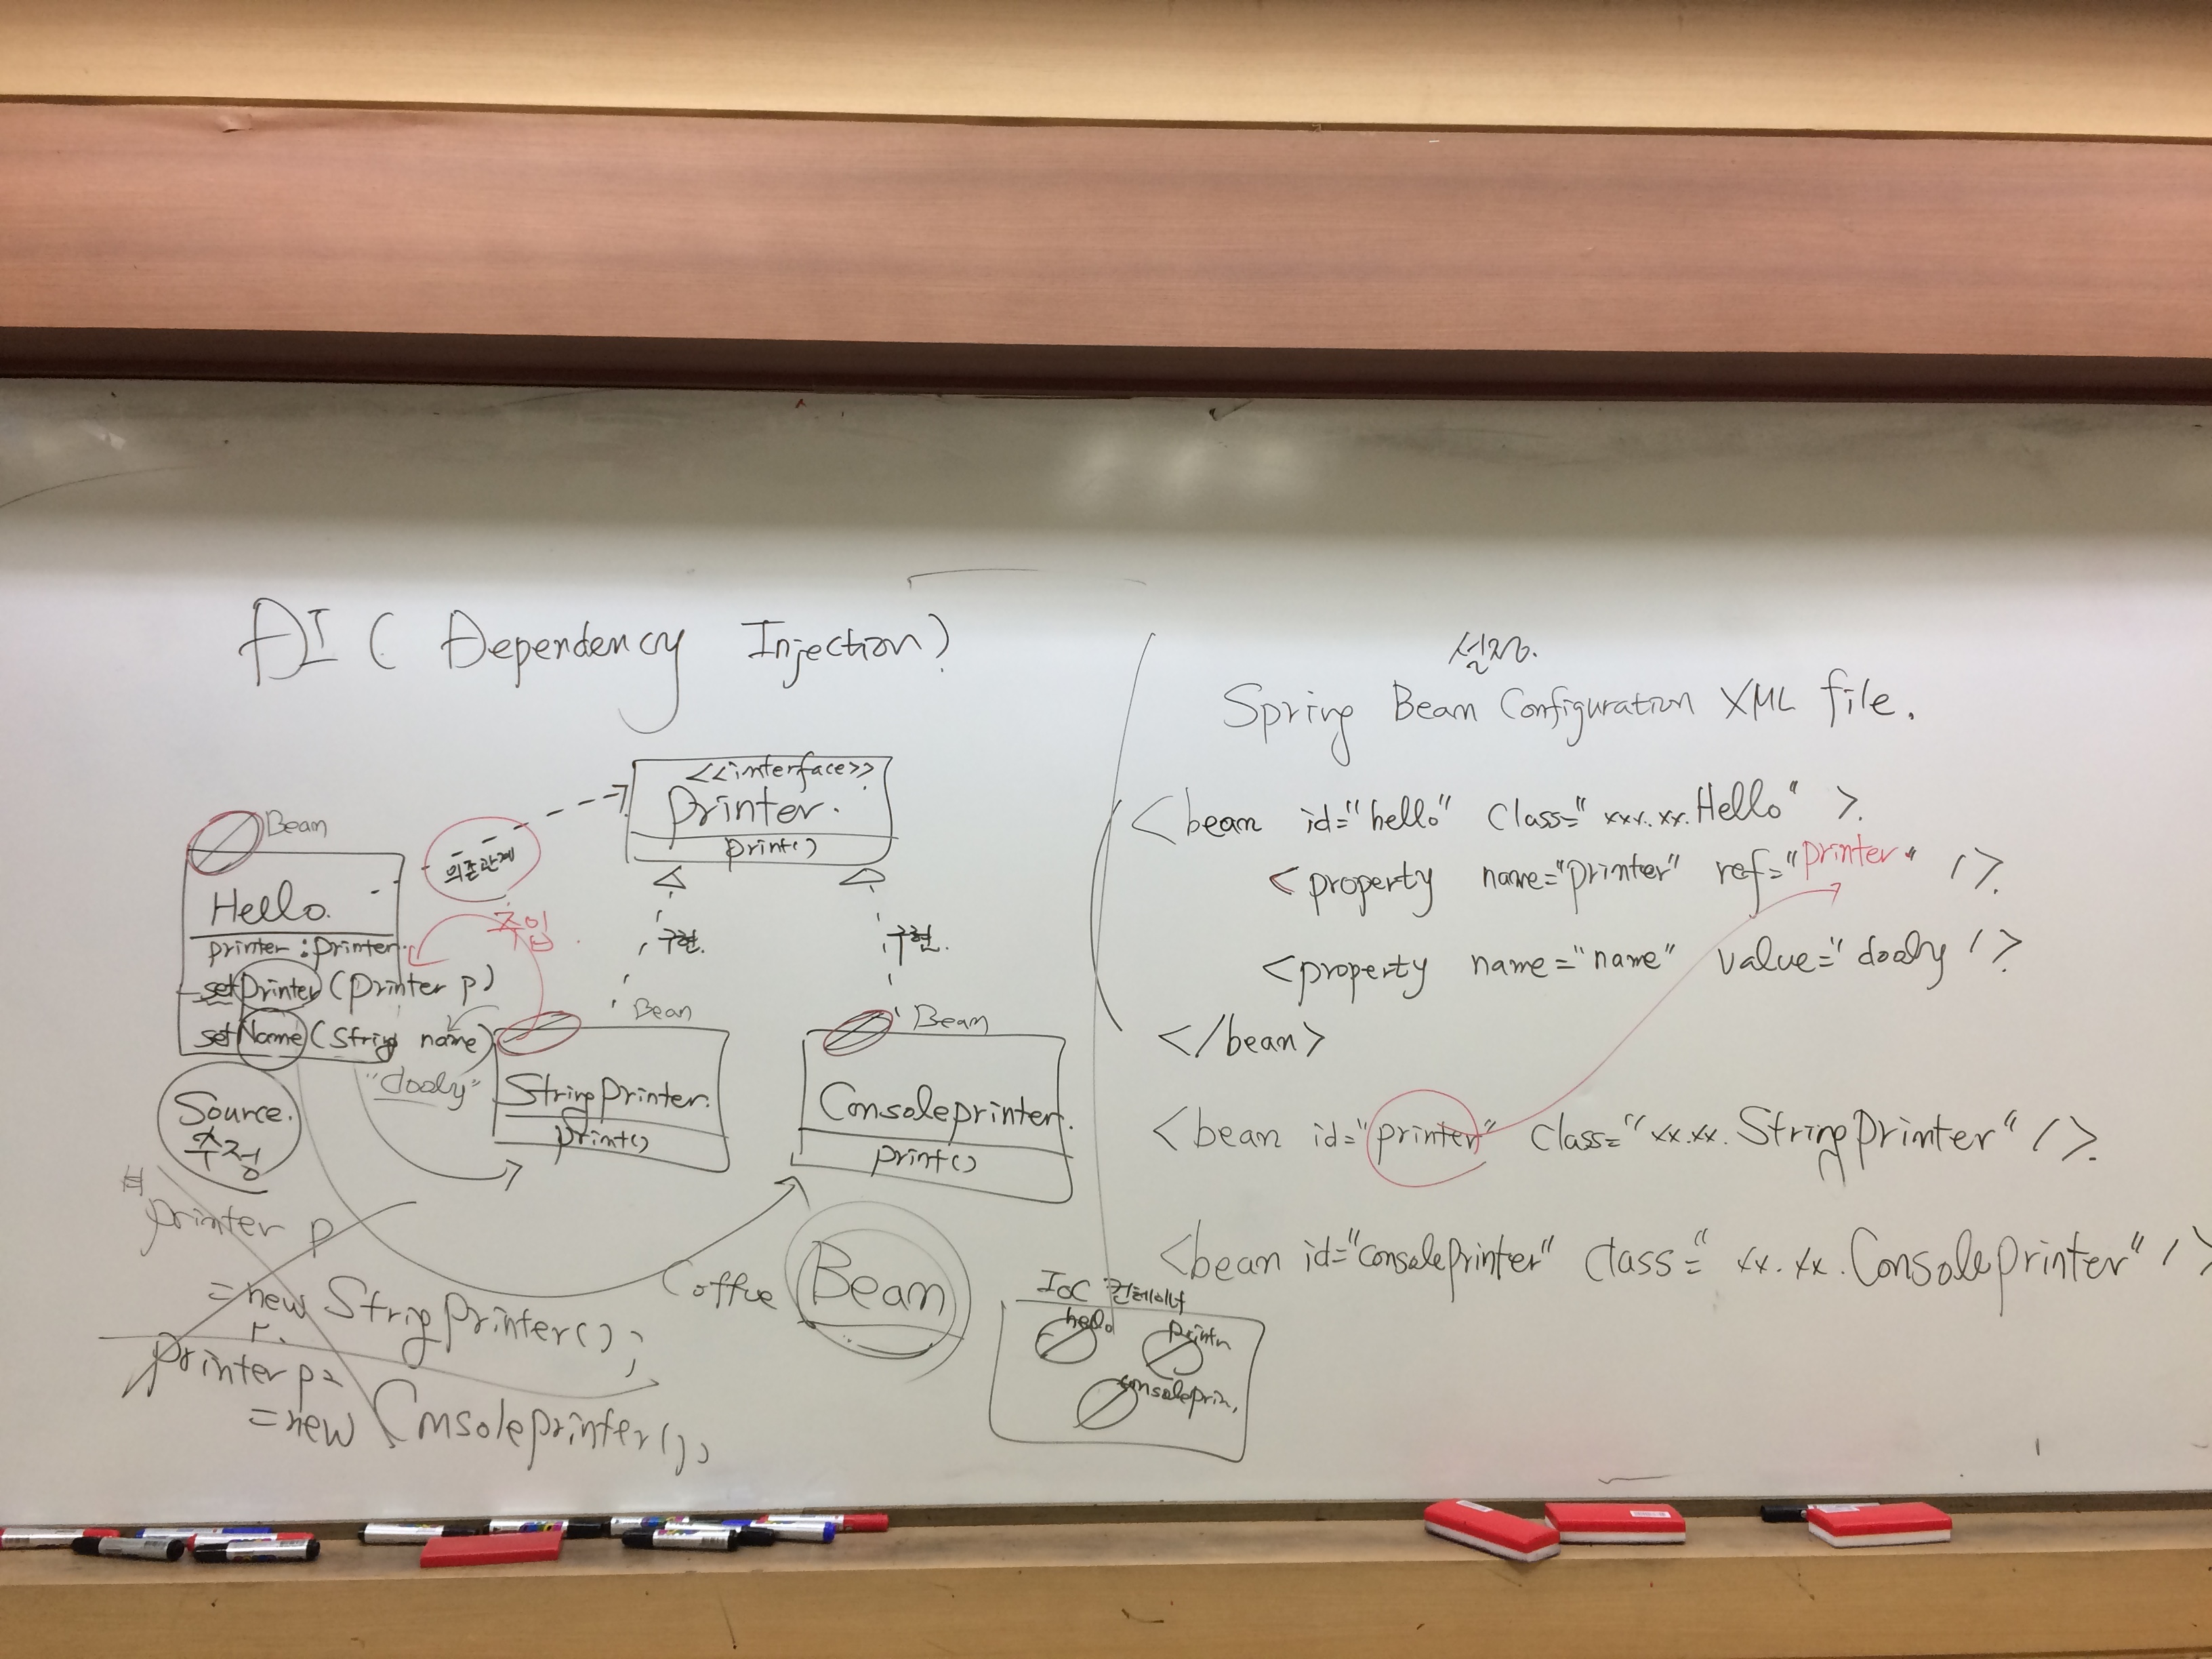 DI ( Dependency Injection )
<<interface>>
Printer.
print()
Bean
의존관계
Hello.
printer : printer
주입
setPrinter (Printer p)
setName (String name)
"dooly"
구현.
구현.
Bean
StringPrinter.
print()
Bean
Consoleprinter.
print()
Source.
수정
printer p
= new StringPrinter();
Printer p2
= new Consoleprinter();
Coffee Bean
IoC 컨테이너
hello
consoleprin.
설정.
Spring Bean Configuration XML file.
<bean id="hello" class="xxx.xx.Hello" >
<property name="printer" ref="printer" />
<property name="name" value="dooly />
</bean>
<bean id="printer" class="xx.xx.StringPrinter" />
<bean id="consolePrinter" class="xx.xx.ConsolePrinter" />